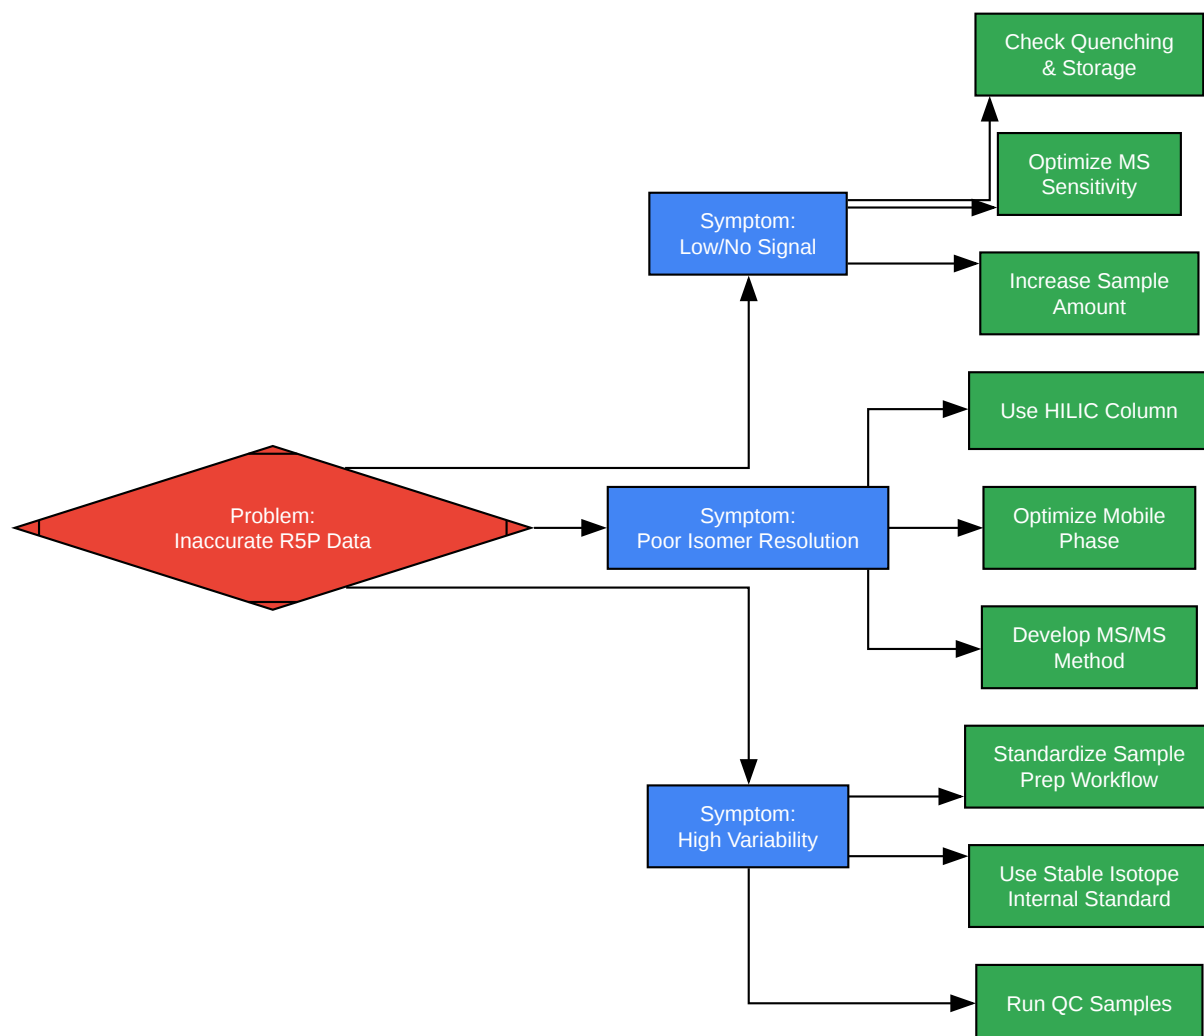 Problem:
Inaccurate R5P Data
Symptom:
Low/No Signal
Check Quenching
& Storage
Optimize MS
Sensitivity
Increase Sample
Amount
Symptom:
Poor Isomer Resolution
Use HILIC Column
Optimize Mobile
Phase
Develop MS/MS
Method
Symptom:
High Variability
Standardize Sample
Prep Workflow
Use Stable Isotope
Internal Standard
Run QC Samples